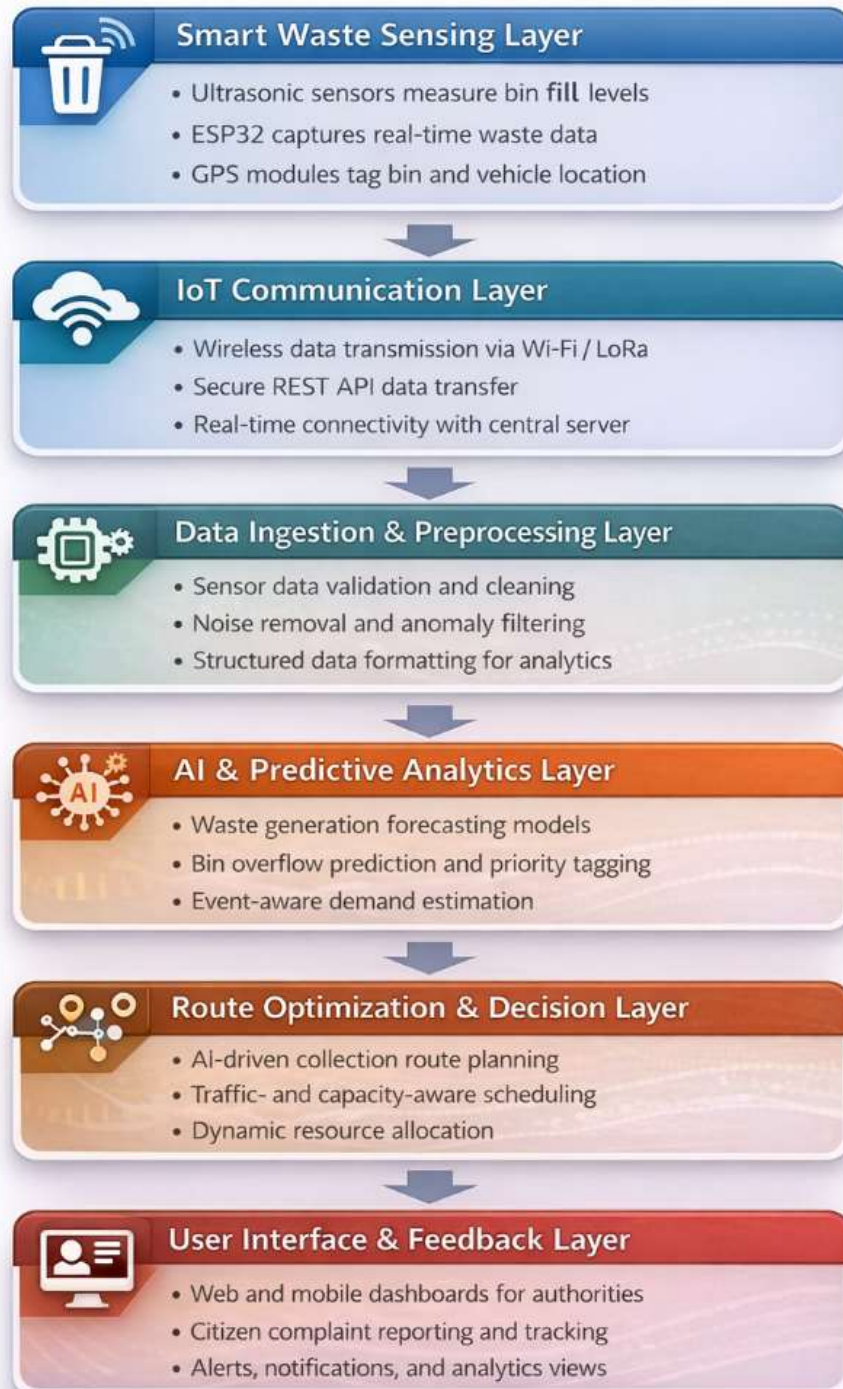 Smart Waste Sensing Layer
• Ultrasonic sensors measure bin fill levels
• ESP32 captures real-time waste data
• GPS modules tag bin and vehicle location
IoT Communication Layer
• Wireless data transmission via Wi-Fi / LoRa
• Secure REST API data transfer
• Real-time connectivity with central server
Data Ingestion & Preprocessing Layer
• Sensor data validation and cleaning
• Noise removal and anomaly filtering
• Structured data formatting for analytics
AI
AI & Predictive Analytics Layer
• Waste generation forecasting models
• Bin overflow prediction and priority tagging
• Event-aware demand estimation
Route Optimization & Decision Layer
• AI-driven collection route planning
• Traffic- and capacity-aware scheduling
• Dynamic resource allocation
User Interface & Feedback Layer
• Web and mobile dashboards for authorities
• Citizen complaint reporting and tracking
• Alerts, notifications, and analytics views